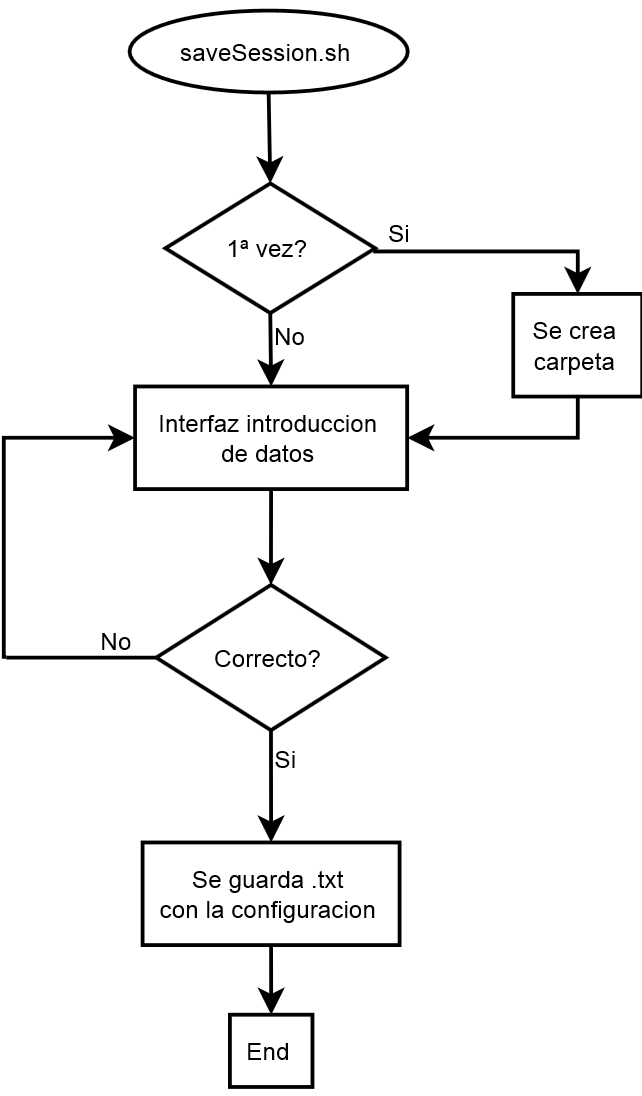 saveSession.sh
1ª vez?
Si
No
Se crea
carpeta
Interfaz introduccion
de datos
No
Correcto?
Si
Se guarda .txt
con la configuracion
End